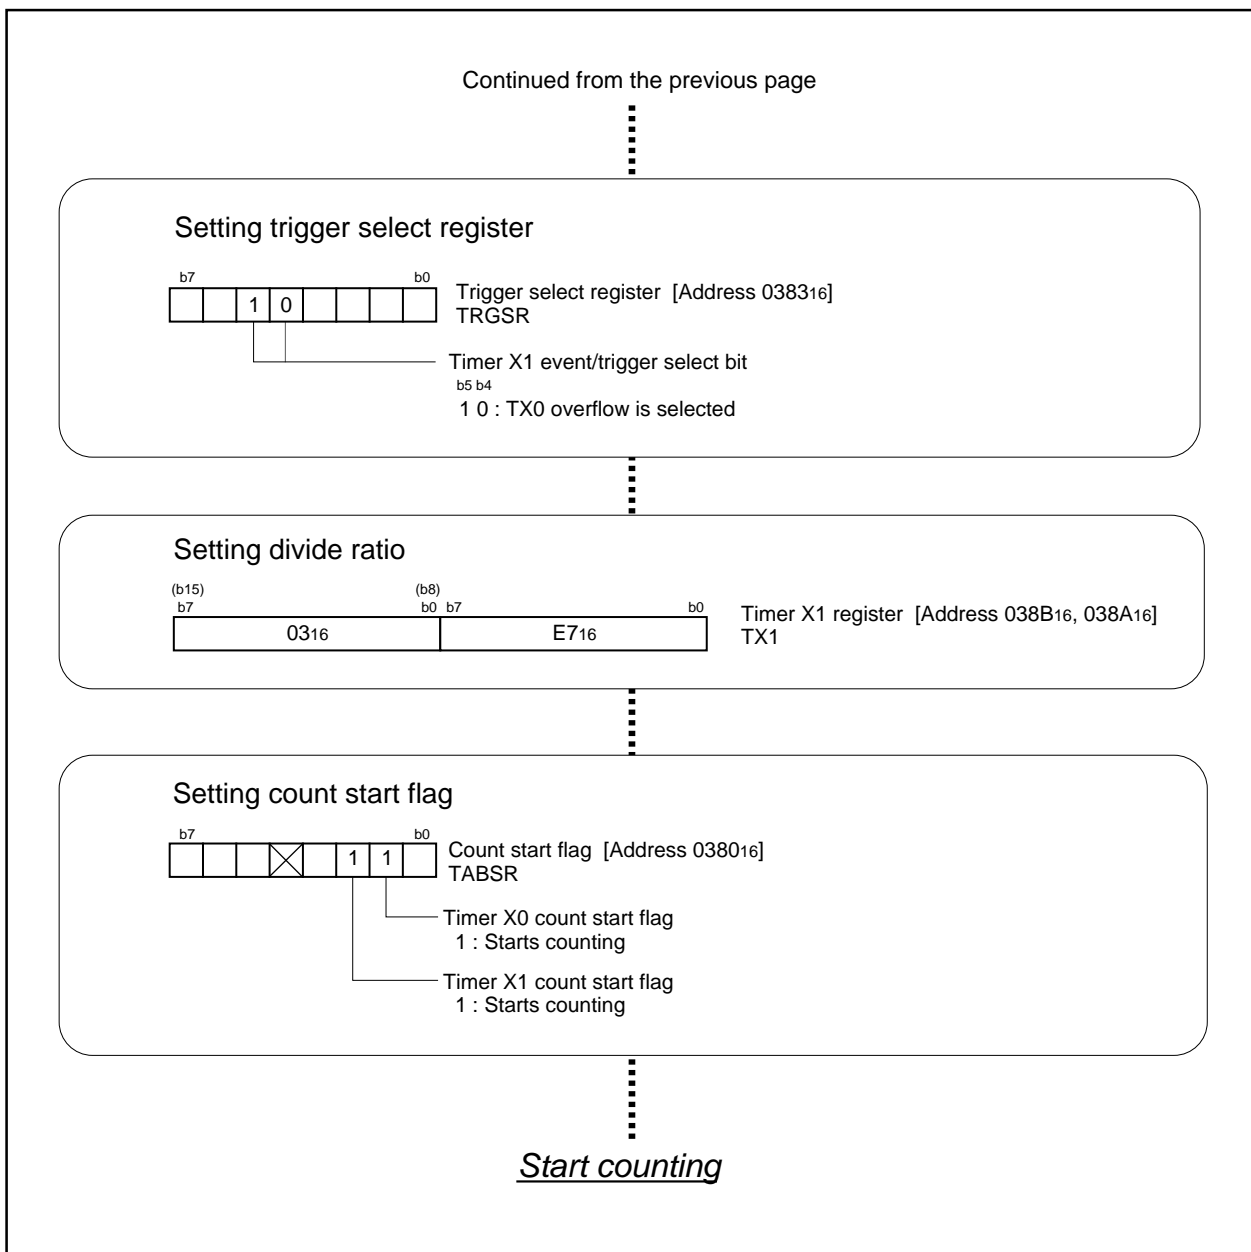 Continued from the previous page
Setting trigger select register
b7 b0
1 0
Trigger select register [Address 038316]
TRGSR
Timer X1 event/trigger select bit
b5 b4
1 0 : TX0 overflow is selected
Setting divide ratio
(b15) (b8)
b7 b0 b7 b0
0316 E716
Timer X1 register [Address 038B16, 038A16]
TX1
Setting count start flag
b7 b0
1 1
Count start flag [Address 038016]
TABSR
Timer X0 count start flag
1 : Starts counting
Timer X1 count start flag
1 : Starts counting
Start counting